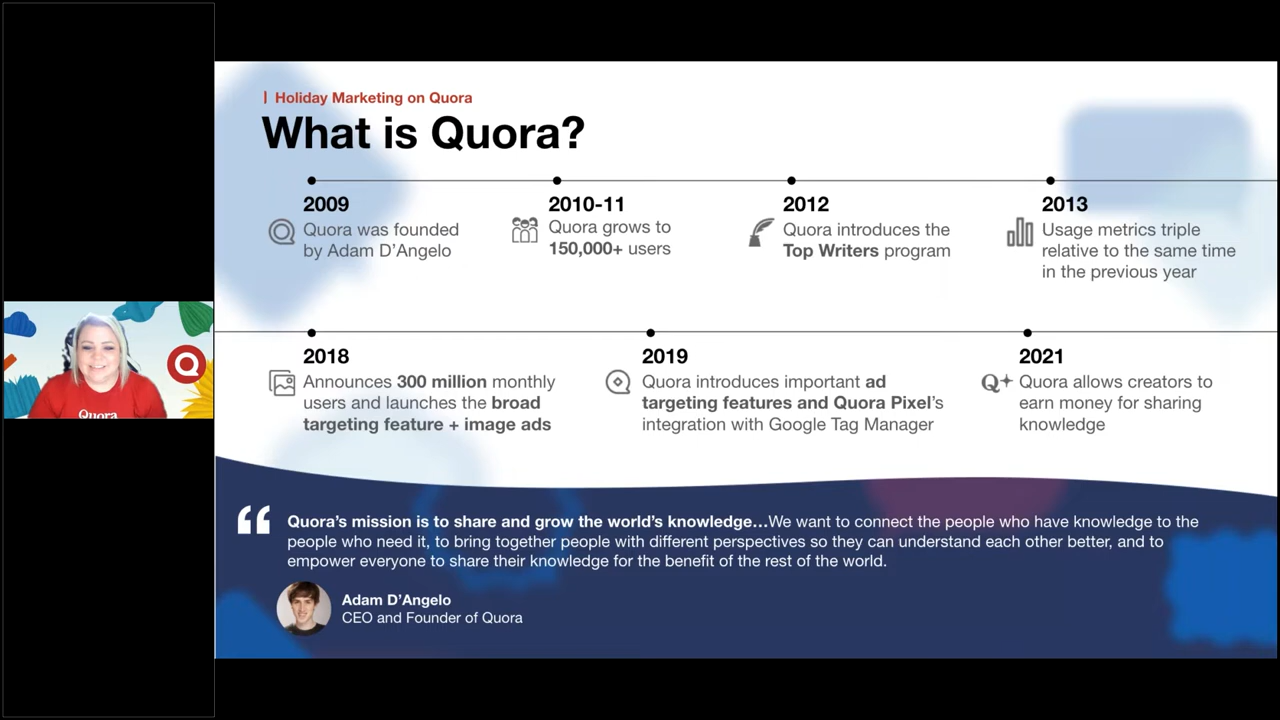 Holiday Marketing on Quora
What is Quora?
2009
Quora was founded
by Adam D’Angelo
2010-11
Quora grows to
150,000+ users
2012
Quora introduces the
Top Writers program
2013
Usage metrics triple
relative to the same time
in the previous year
2018
Announces 300 million monthly
users and launches the broad
targeting feature + image ads
2019
Quora introduces important ad
targeting features and Quora Pixel’s
integration with Google Tag Manager
Q+
2021
Quora allows creators to
earn money for sharing
knowledge
Quora
Q
“
Quora’s mission is to share and grow the world’s knowledge…We want to connect the people who have knowledge to the
people who need it, to bring together people with different perspectives so they can understand each other better, and to
empower everyone to share their knowledge for the benefit of the rest of the world.
Adam D’Angelo
CEO and Founder of Quora